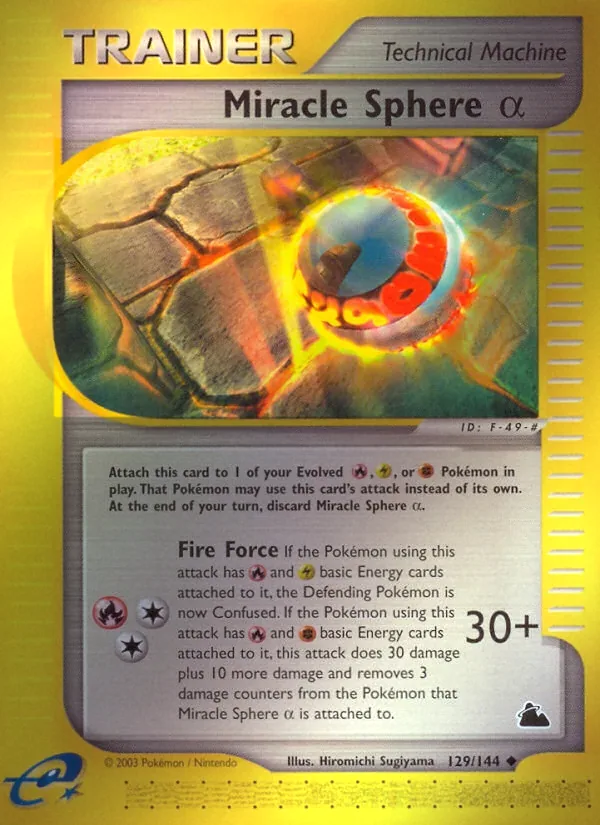 TRAINER
Technical Machine
Miracle Sphere α
ID: F-49-#
Attach this card to 1 of your Evolved , , or Pokémon in
play. That Pokémon may use this card's attack instead of its own.
At the end of your turn, discard Miracle Sphere α.
Fire Force If the Pokémon using this
attack has and basic Energy cards
attached to it, the Defending Pokémon is
now Confused. If the Pokémon using this
attack has and basic Energy cards
attached to it, this attack does 30 damage
plus 10 more damage and removes 3
damage counters from the Pokémon that
Miracle Sphere α is attached to.
30+
© 2003 Pokémon / Nintendo
Illus. Hiromichi Sugiyama
129/144
e